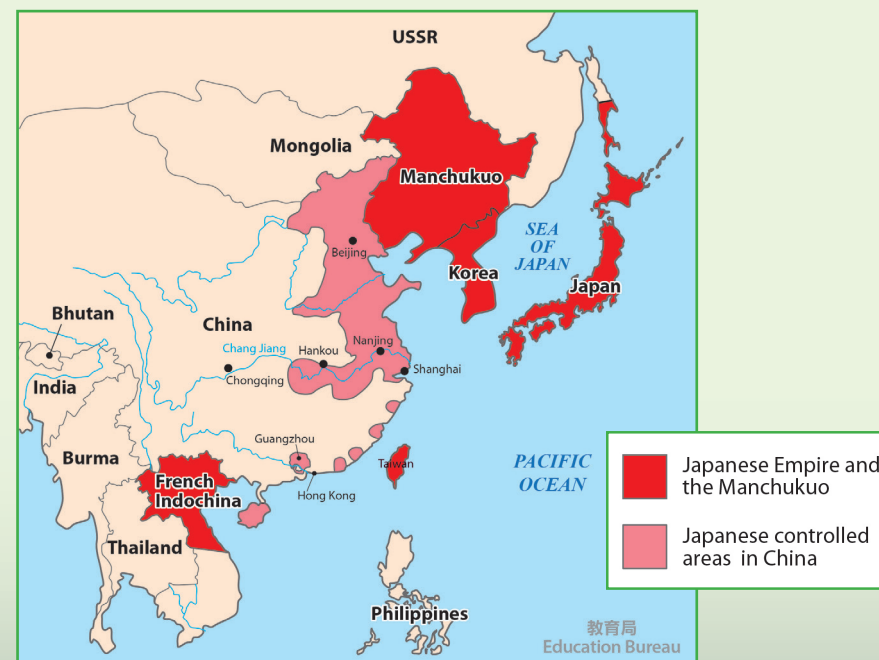 USSR
Mongolia
Manchukuo
SEA
OF
JAPAN
Beijing
Korea
Japan
Bhutan
China
Nanjing
Chang Jiang
Hankou
Shanghai
Chongqing
India
Guangzhou
Burma
Taiwan
PACIFIC
OCEAN
French
Indochina
Hong Kong
Thailand
Philippines
Japanese Empire and
the Manchukuo
Japanese controlled
areas in China
教育局
Education Bureau